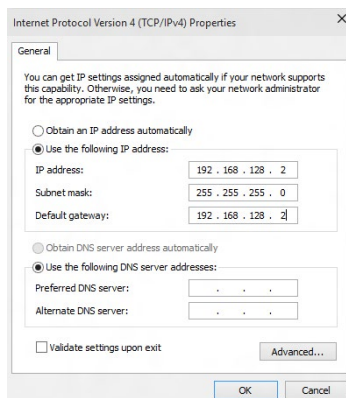 Internet Protocol Version 4 (TCP/IPv4) Properties
General
You can get IP settings assigned automatically if your network supports
this capability. Otherwise, you need to ask your network administrator
for the appropriate IP settings.
Obtain an IP address automatically
Use the following IP address:
IP address: 192 . 168 . 128 . 2
Subnet mask: 255 . 255 . 255 . 0
Default gateway: 192 . 168 . 128 . 2
Obtain DNS server address automatically
Use the following DNS server addresses:
Preferred DNS server: . . .
Alternate DNS server: . . .
Validate settings upon exit
Advanced...
OK Cancel